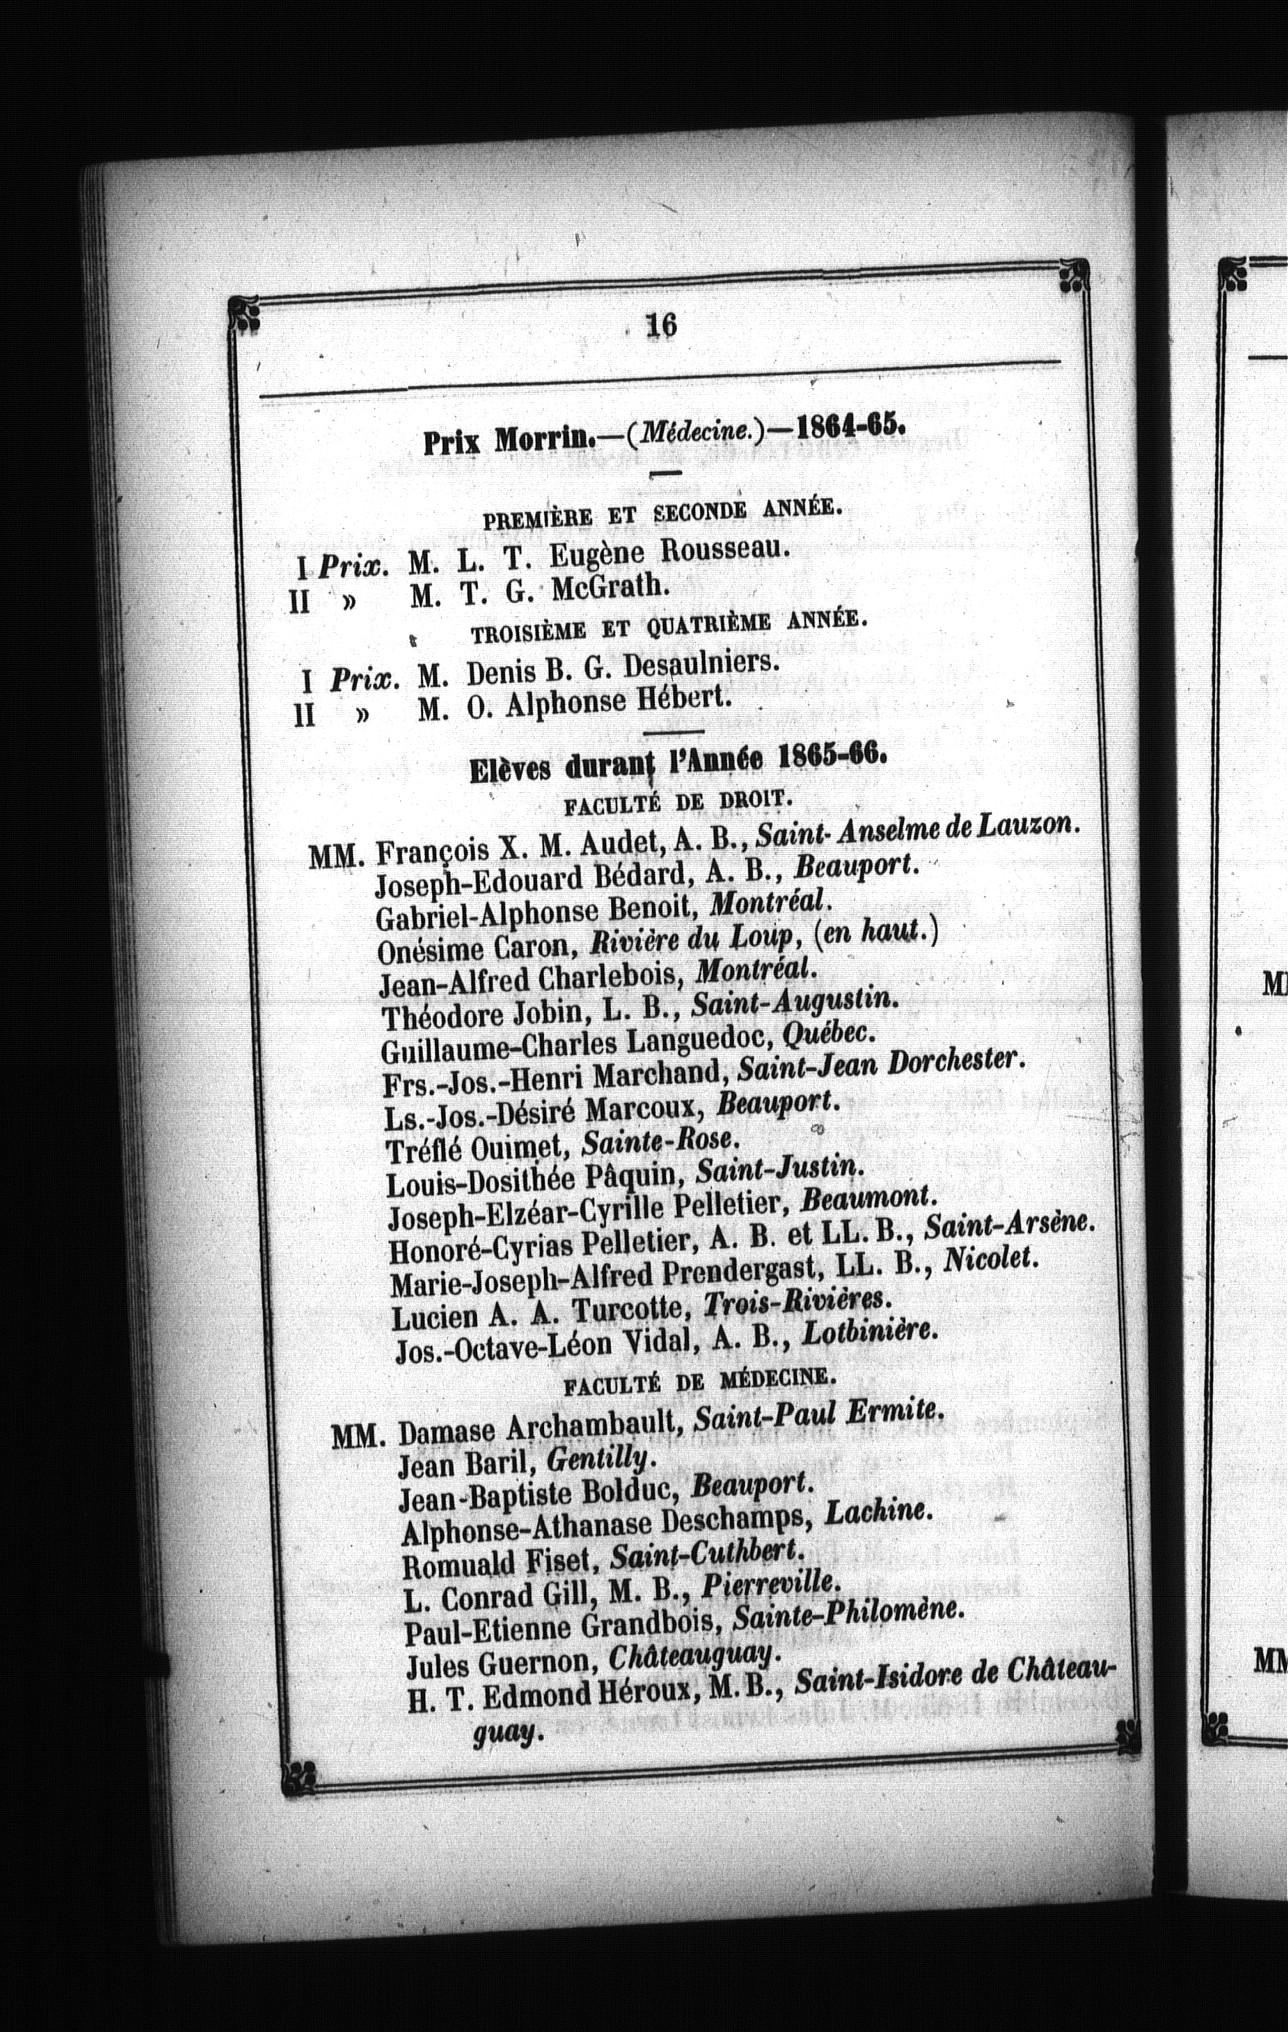 16
Prix Morrin.—(Médecine.)—1864-65.
PREMIÈRE ET SECONDE ANNÉE.
I Prix. M. L. T. Eugène Rousseau.
II » M. T. G. McGrath.
TROISIÈME ET QUATRIÈME ANNÉE.
I Prix. M. Denis B. G. Desaulniers.
II » M. O. Alphonse Hébert.
Elèves durant l'Année 1865-66.
FACULTÉ DE DROIT.
MM. François X. M. Audet, A. B., Saint-Anselme de Lauzon.
Joseph-Edouard Bédard, A. B., Beauport.
Gabriel-Alphonse Benoit, Montréal.
Onésime Caron, Rivière du Loup, (en haut.)
Jean-Alfred Charlebois, Montréal.
Théodore Jobin, L. B., Saint-Augustin.
Guillaume-Charles Languedoc, Québec.
Frs.-Jos.-Henri Marchand, Saint-Jean Dorchester.
Ls.-Jos.-Désiré Marcoux, Beauport.
Tréflé Ouimet, Sainte-Rose.
Louis-Dosithée Pâquin, Saint-Justin.
Joseph-Elzéar-Cyrille Pelletier, Beaumont.
Honoré-Cyrias Pelletier, A. B. et LL. B., Saint-Arsène.
Marie-Joseph-Alfred Prendergast, LL. B., Nicolet.
Lucien A. A. Turcotte, Trois-Rivières.
Jos.-Octave-Léon Vidal, A. B., Lotbinière.
FACULTÉ DE MÉDECINE.
MM. Damase Archambault, Saint-Paul Ermite.
Jean Baril, Gentilly.
Jean-Baptiste Bolduc, Beauport.
Alphonse-Athanase Deschamps, Lachine.
Romuald Fiset, Saint-Cuthbert.
L. Conrad Gill, M. B., Pierreville.
Paul-Etienne Grandbois, Sainte-Philomène.
Jules Guernon, Châteauguay.
H. T. Edmond Héroux, M. B., Saint-Isidore de Château-
guay.